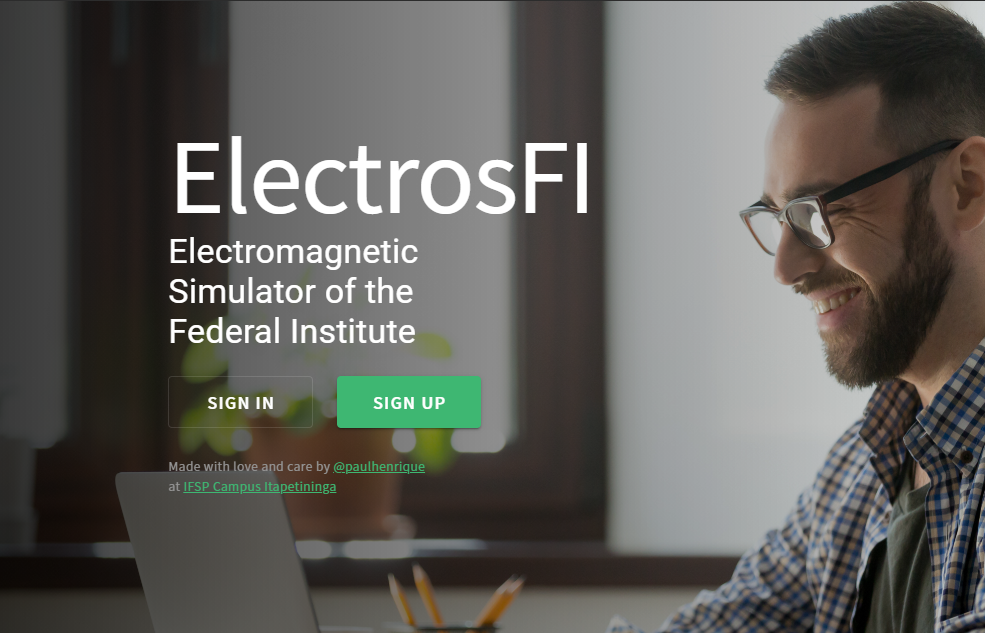 ElectrosFI
Electromagnetic
Simulator of the
Federal Institute
SIGN IN
SIGN UP
Made with love and care by @paulhenrique
at IFSP Campus Itapetininga